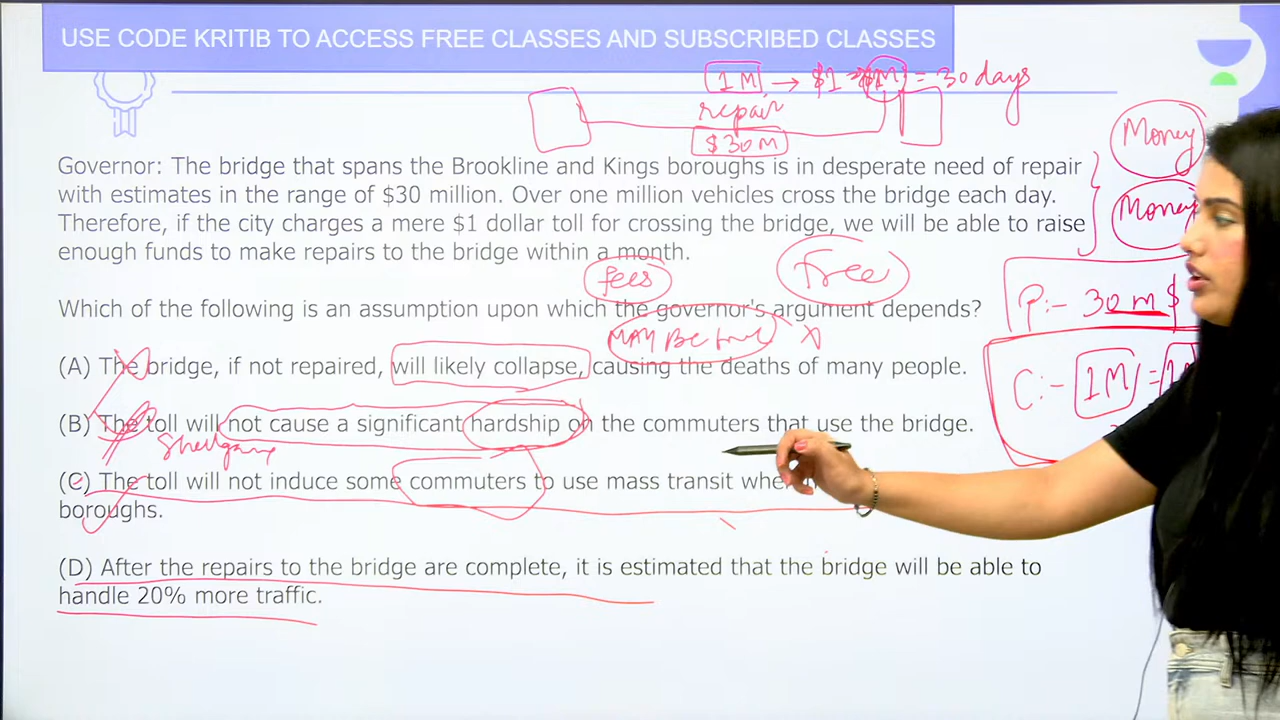 USE CODE KRITIB TO ACCESS FREE CLASSES AND SUBSCRIBED CLASSES
1M → $1 = 30 days
repair
$30M
Money
Money
Governor: The bridge that spans the Brookline and Kings boroughs is in desperate need of repair
with estimates in the range of $30 million. Over one million vehicles cross the bridge each day.
Therefore, if the city charges a mere $1 dollar toll for crossing the bridge, we will be able to raise
enough funds to make repairs to the bridge within a month.
fees
Free
P:- 30m $
Which of the following is an assumption upon which the governor's argument depends?
MAY Be true X
(A) The bridge, if not repaired, will likely collapse, causing the deaths of many people.
C:- 1M =
(B) The toll will not cause a significant hardship on the commuters that use the bridge.
(C) The toll will not induce some commuters to use mass transit
boroughs.
(D) After the repairs to the bridge are complete, it is estimated that the bridge will be able to
handle 20% more traffic.